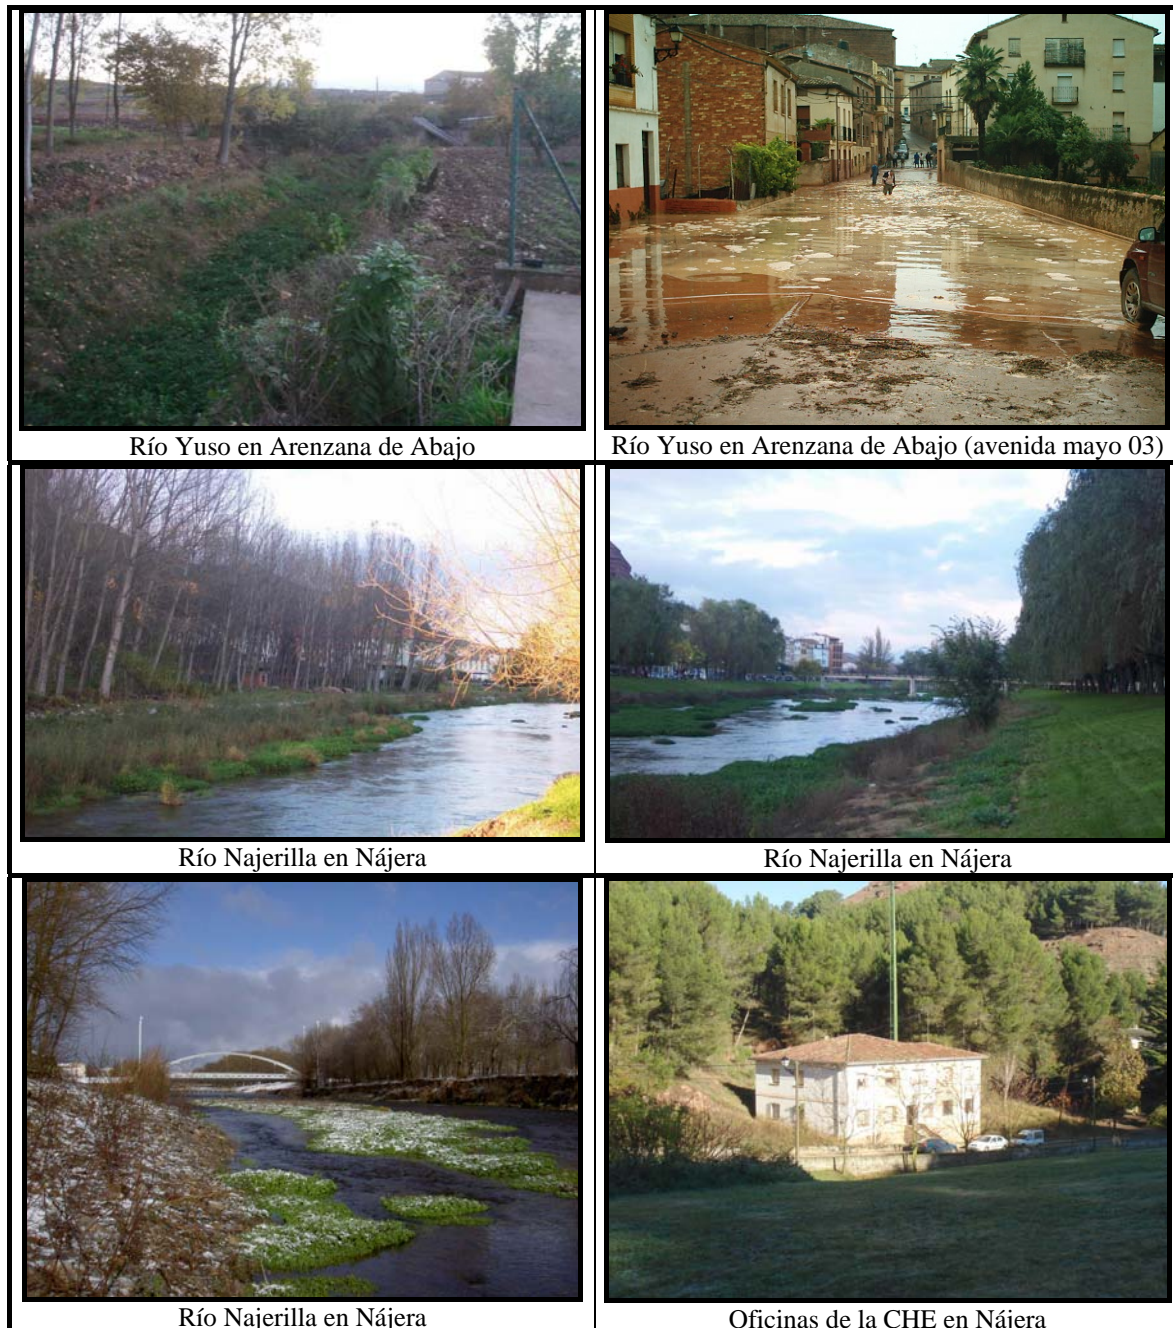 Río Yuso en Arenzana de Abajo
Río Yuso en Arenzana de Abajo (avenida mayo 03)
Río Najerilla en Nájera
Río Najerilla en Nájera
Río Najerilla en Nájera
Oficinas de la CHE en Nájera